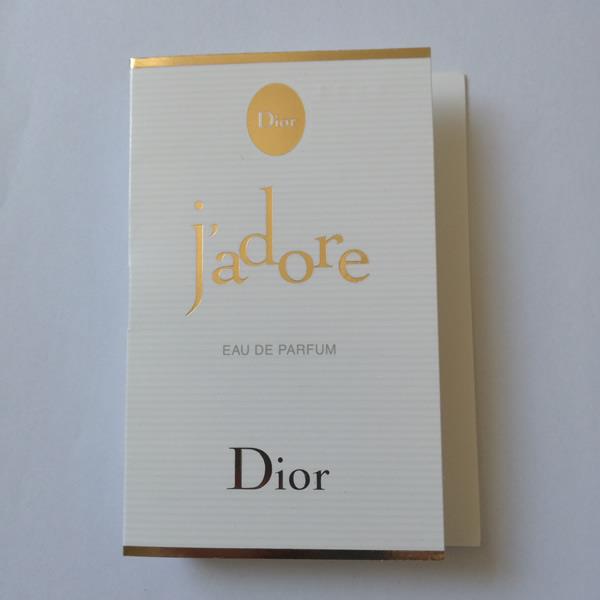 Dior
j'adore
EAU DE PARFUM
Dior